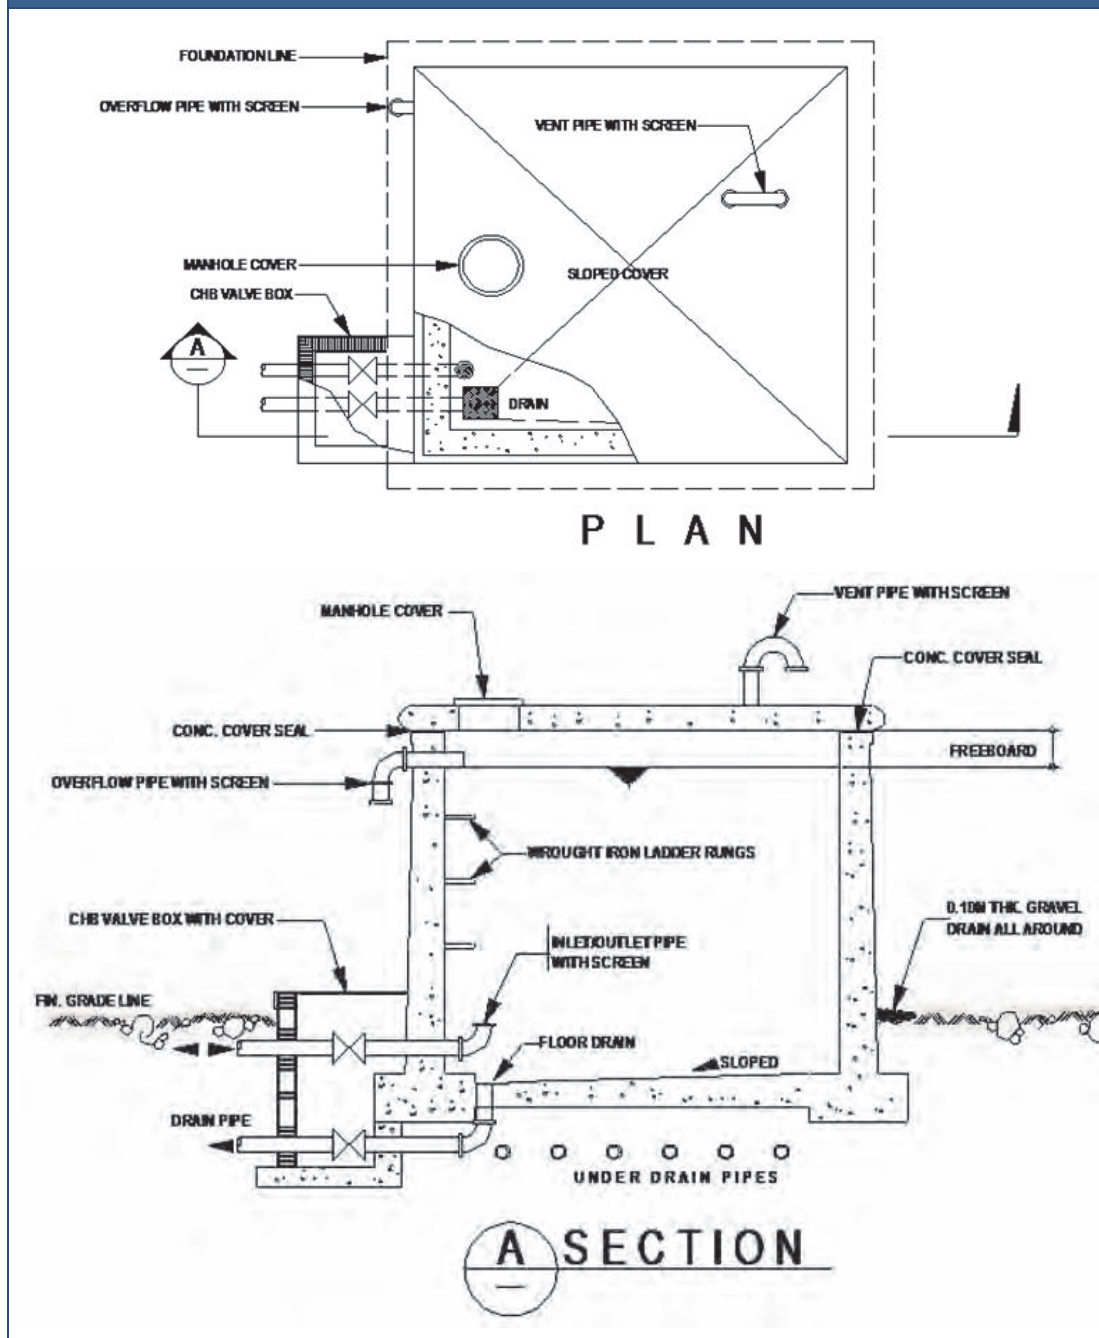 FOUNDATION LINE
OVERFLOW PIPE WITH SCREEN
VENT PIPE WITH SCREEN
MANHOLE COVER
SLOPED COVER
CHB VALVE BOX
A
DRAIN
PLAN
MANHOLE COVER
VENT PIPE WITH SCREEN
CONC. COVER SEAL
CONC. COVER SEAL
FREEBOARD
OVERFLOW PIPE WITH SCREEN
WROUGHT IRON LADDER RUNGS
CHB VALVE BOX WITH COVER
0.10M THK. GRAVEL
DRAIN ALL AROUND
INLET/OUTLET PIPE
WITH SCREEN
FIN. GRADE LINE
FLOOR DRAIN
SLOPED
DRAIN PIPE
UNDER DRAIN PIPES
A SECTION